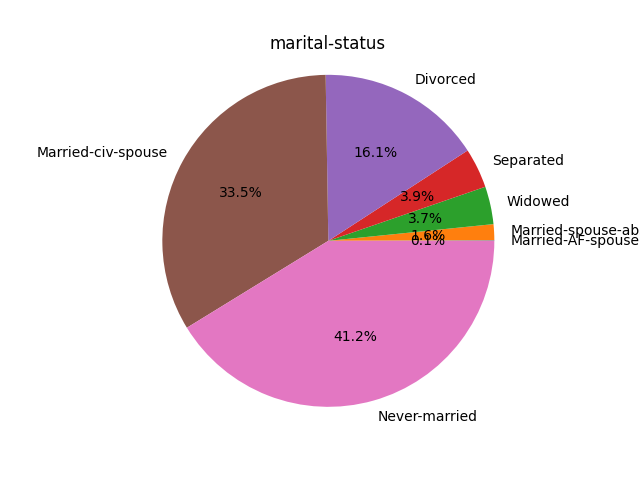 marital-status
Divorced
Married-civ-spouse
16.1%
Separated
33.5%
3.9%
Widowed
3.7%
Married-spouse-ab
1.6%
Married-AF-spouse
0.1%
41.2%
Never-married